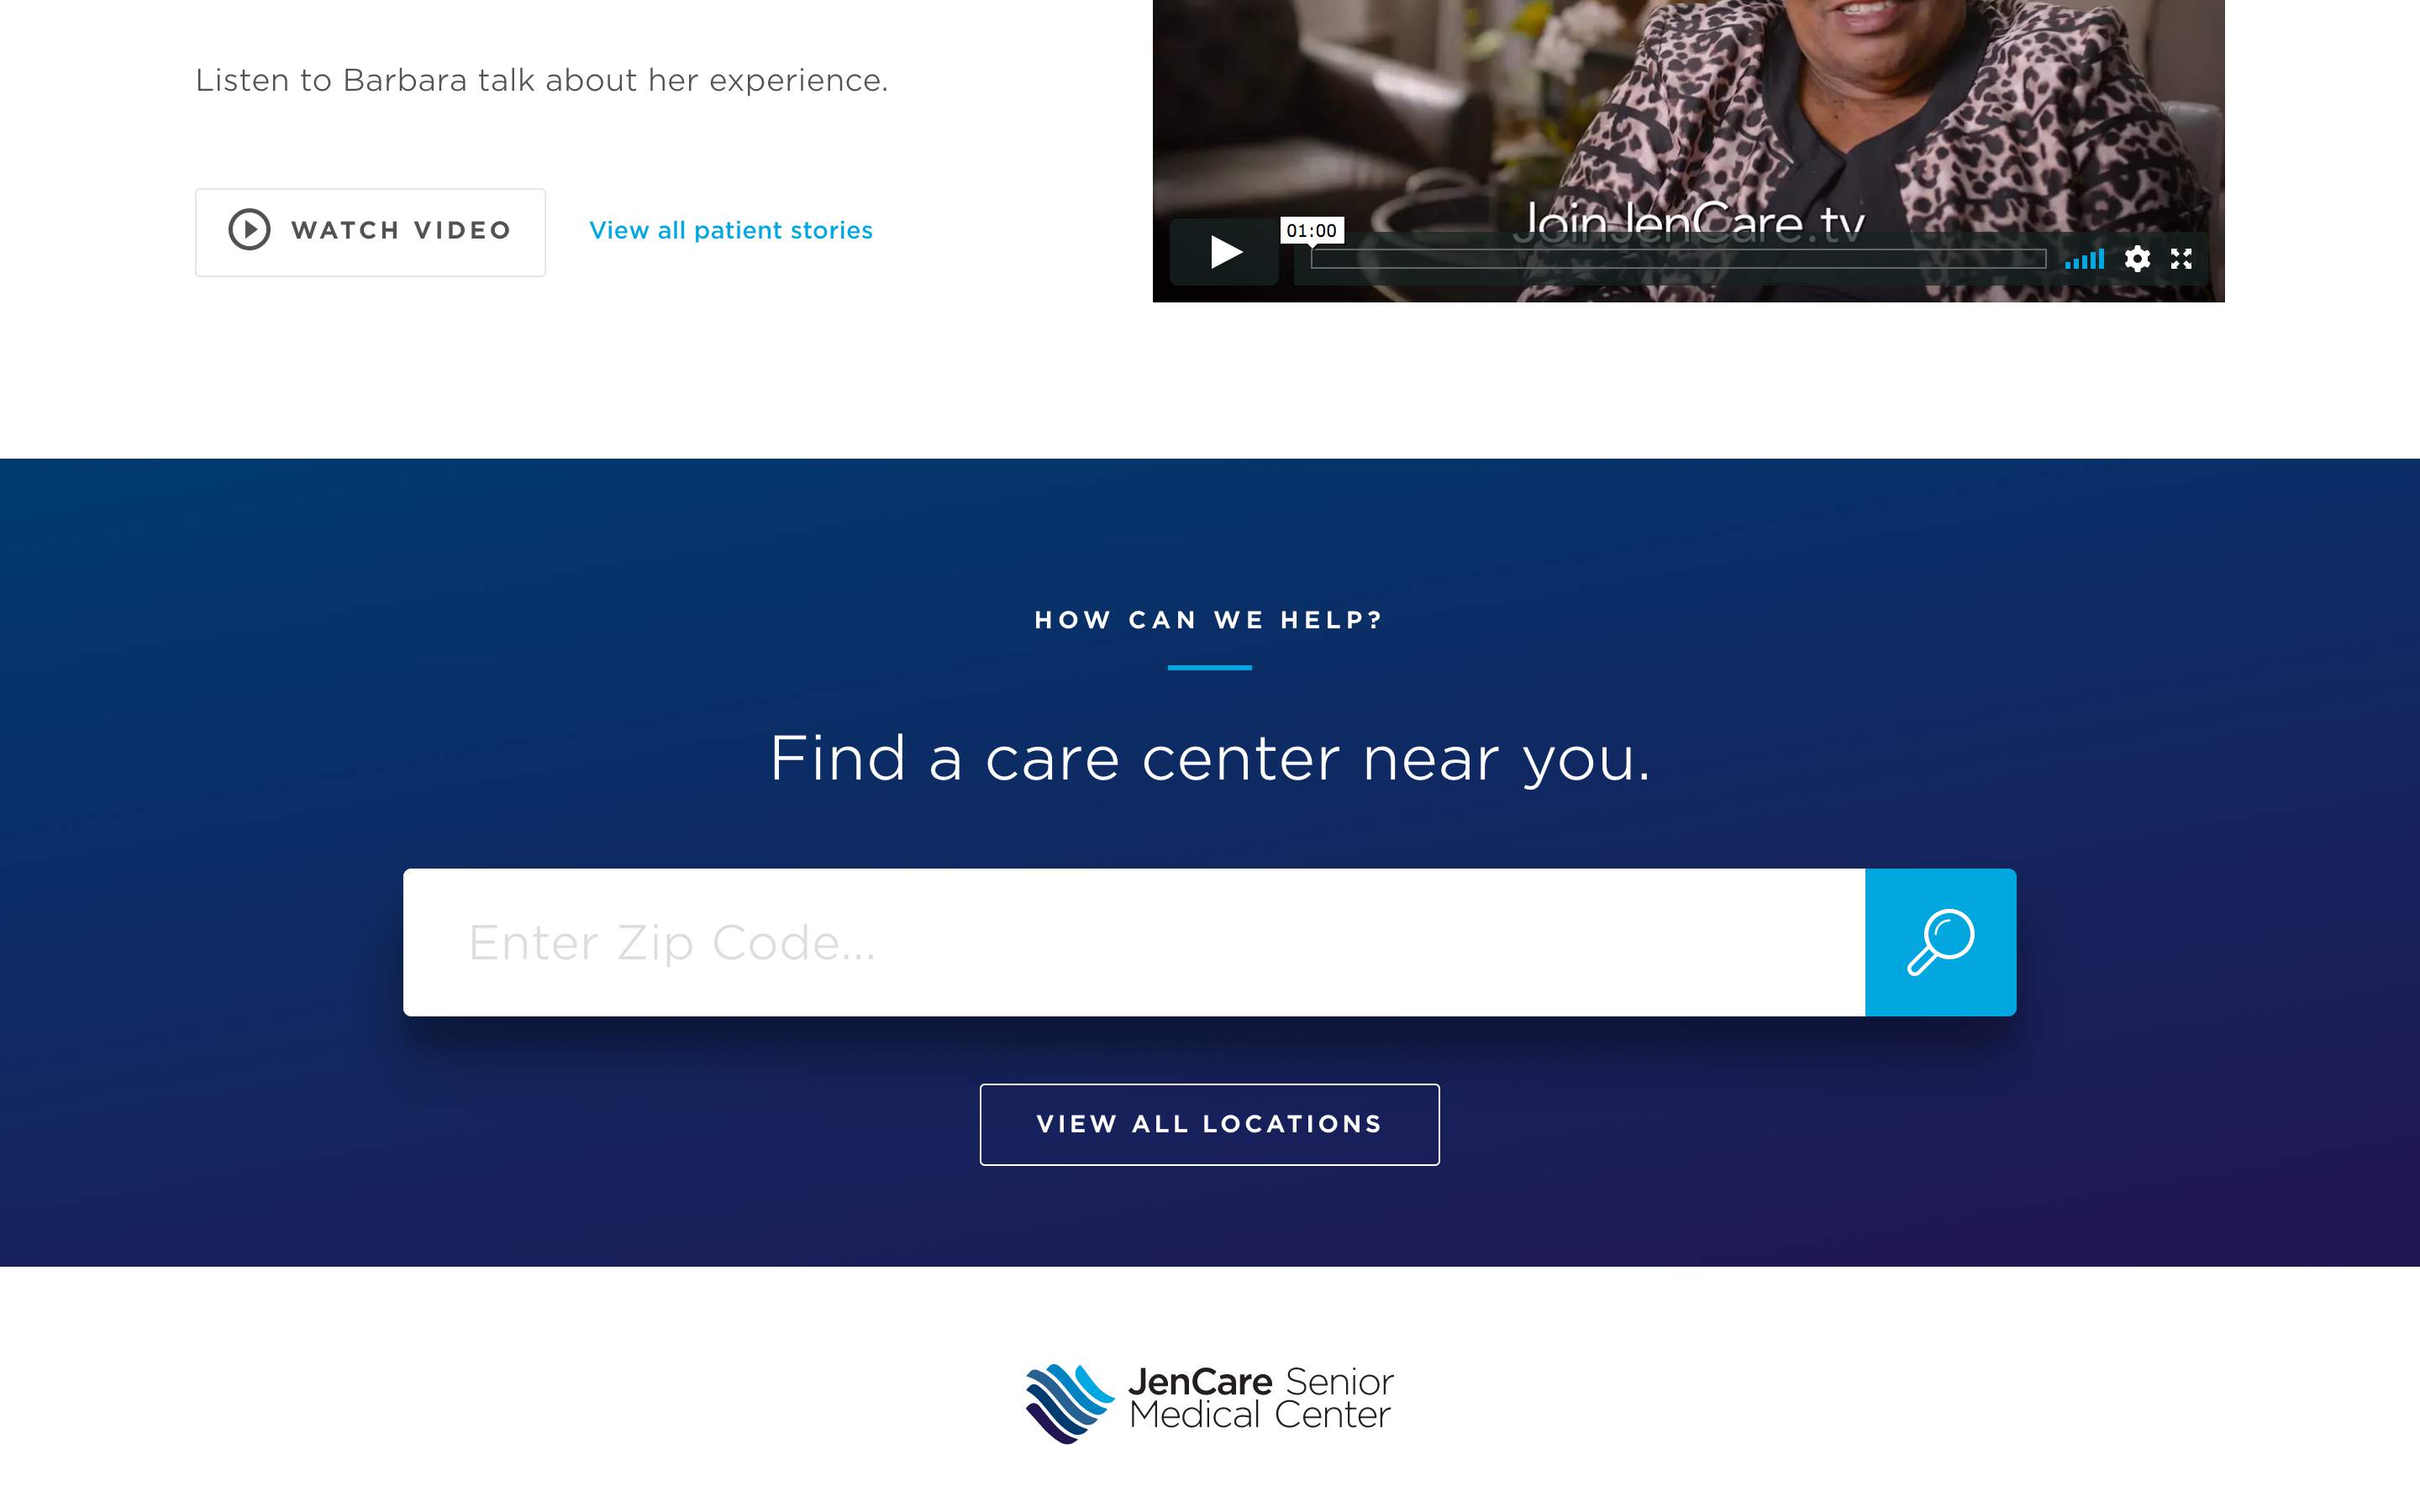 Listen to Barbara talk about her experience.
WATCH VIDEO
View all patient stories
JoinJenCare.tv
01:00
HOW CAN WE HELP?
Find a care center near you.
Enter Zip Code...
VIEW ALL LOCATIONS
JenCare Senior
Medical Center